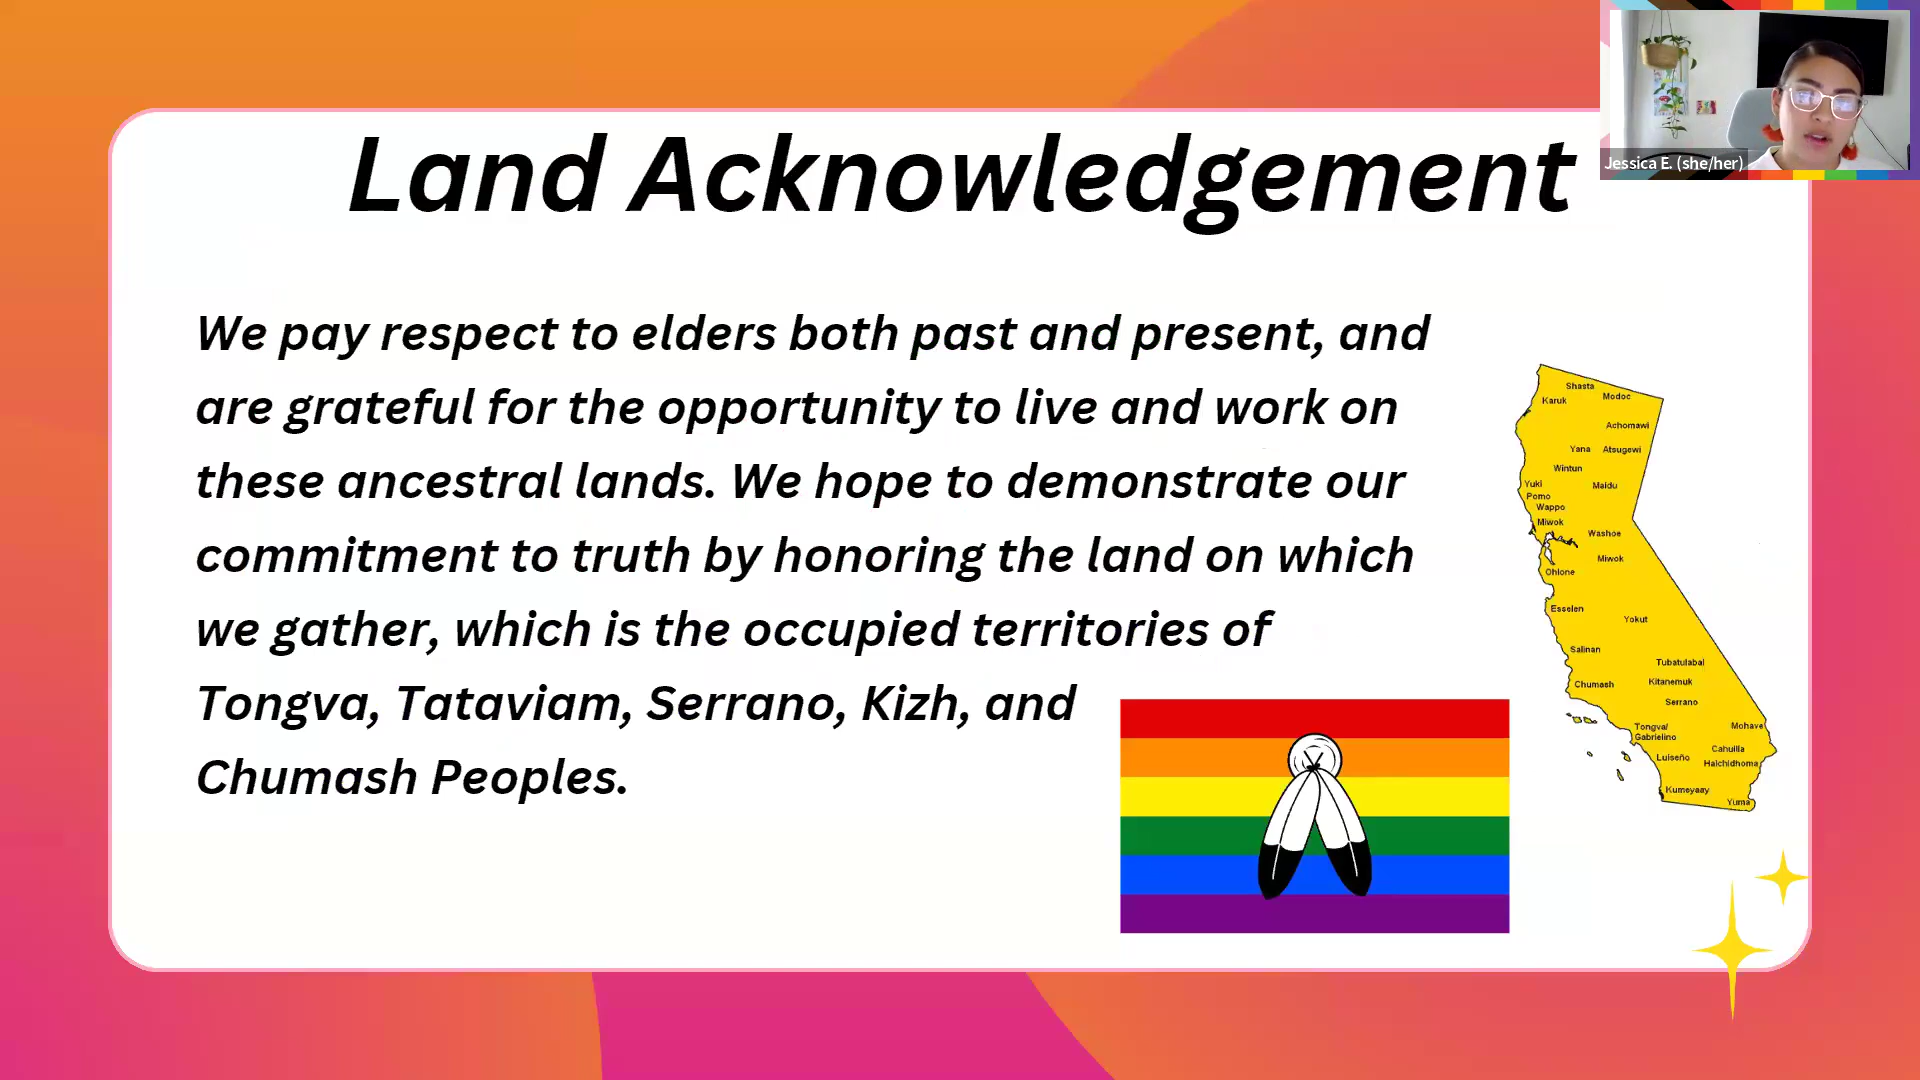 Land Acknowledgement
We pay respect to elders both past and present, and
are grateful for the opportunity to live and work on
these ancestral lands. We hope to demonstrate our
commitment to truth by honoring the land on which
we gather, which is the occupied territories of
Tongva, Tataviam, Serrano, Kizh, and
Chumash Peoples.
Jessica E. (she/her)
Shasta
Karuk
Modoc
Achomawi
Yana
Atsugewi
Wintun
Yuki
Maidu
Pomo
Wappo
Miwok
Washoe
Miwok
Ohlone
Esselen
Yokut
Salinan
Tubatulabal
Chumash
Kitanemuk
Serrano
Tongva/
Gabrielino
Mohave
Cahuilla
Luiseño
Halchidhoma
Kumeyaay
Yuma